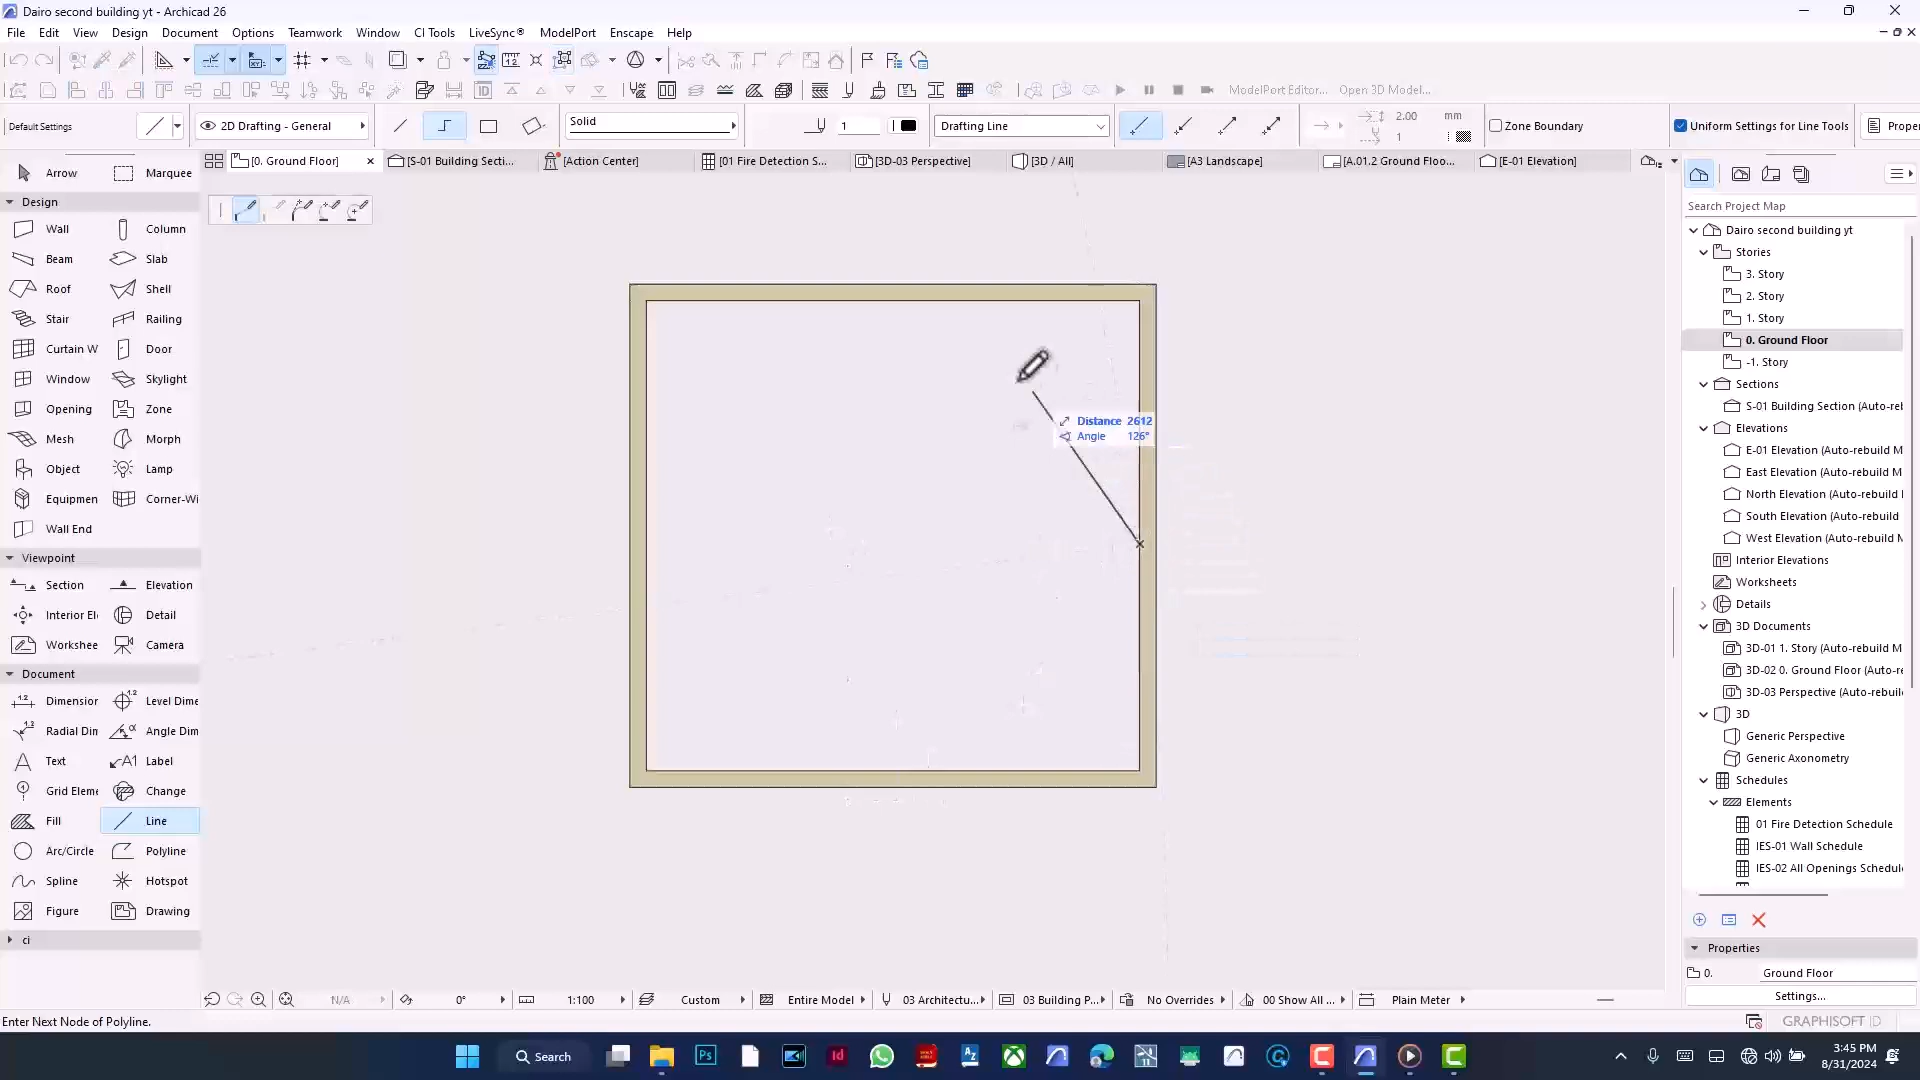 Dairo second building yt - Archicad 26
File Edit View Design Document Options Teamwork Window CI Tools LiveSync® ModelPort Enscape Help
ModelPort Editor... Open 3D Model...
Default Settings
2D Drafting - General
Solid
1
Drafting Line
2.00 mm
1
Zone Boundary
Uniform Settings for Line Tools
Proper
[0. Ground Floor] [S-01 Building Secti... [Action Center] [01 Fire Detection S... [3D-03 Perspective] [3D / All] [A3 Landscape] [A.01.2 Ground Floo... [E-01 Elevation]
Arrow Marquee
Design
Wall Column
Beam Slab
Roof Shell
Stair Railing
Curtain W Door
Window Skylight
Opening Zone
Mesh Morph
Object Lamp
Equipmen Corner-Wi
Wall End
Viewpoint
Section Elevation
Interior El Detail
Workshee Camera
Document
Dimension Level Dime
Radial Dim Angle Dim
Text Label
Grid Eleme Change
Fill Line
Arc/Circle Polyline
Spline Hotspot
Figure Drawing
ci
Distance 2612
Angle 126°
Search Project Map
Dairo second building yt
Stories
3. Story
2. Story
1. Story
0. Ground Floor
-1. Story
Sections
S-01 Building Section (Auto-rel
Elevations
E-01 Elevation (Auto-rebuild M
East Elevation (Auto-rebuild M
North Elevation (Auto-rebuild
South Elevation (Auto-rebuild
West Elevation (Auto-rebuild M
Interior Elevations
Worksheets
Details
3D Documents
3D-01 1. Story (Auto-rebuild M
3D-02 0. Ground Floor (Auto-re
3D-03 Perspective (Auto-rebuild
3D
Generic Perspective
Generic Axonometry
Schedules
Elements
01 Fire Detection Schedule
IES-01 Wall Schedule
IES-02 All Openings Schedule
Properties
0. Ground Floor
Settings...
N/A 0° 1:100 Custom Entire Model 03 Architectu... 03 Building P... No Overrides 00 Show All ... Plain Meter
Enter Next Node of Polyline.
GRAPHISOFT ID
Search
3:45 PM
8/31/2024